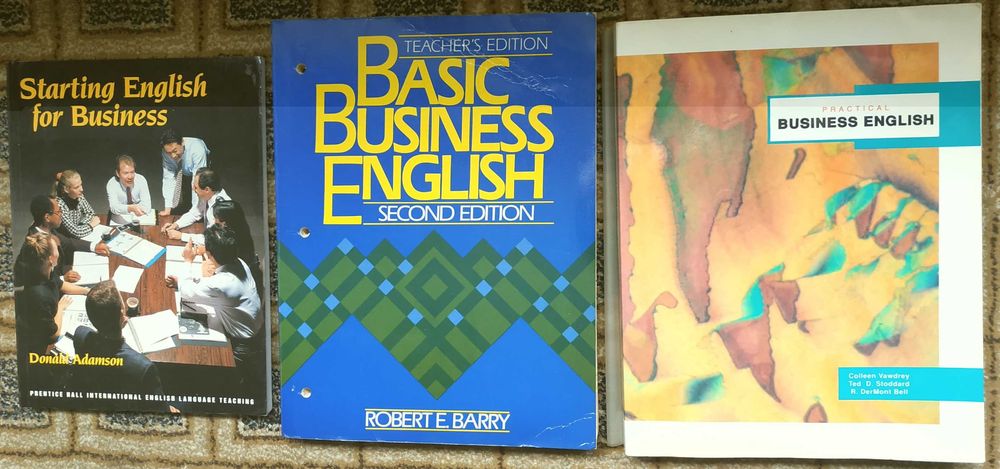 Starting English
for Business
Donald Adamson
PRENTICE HALL INTERNATIONAL ENGLISH LANGUAGE TEACHING
TEACHER'S EDITION
BASIC
BUSINESS
ENGLISH
SECOND EDITION
ROBERT E. BARRY
PRACTICAL
BUSINESS ENGLISH
Colleen Vawdrey
Ted D. Stoddard
R. DerMont Bell